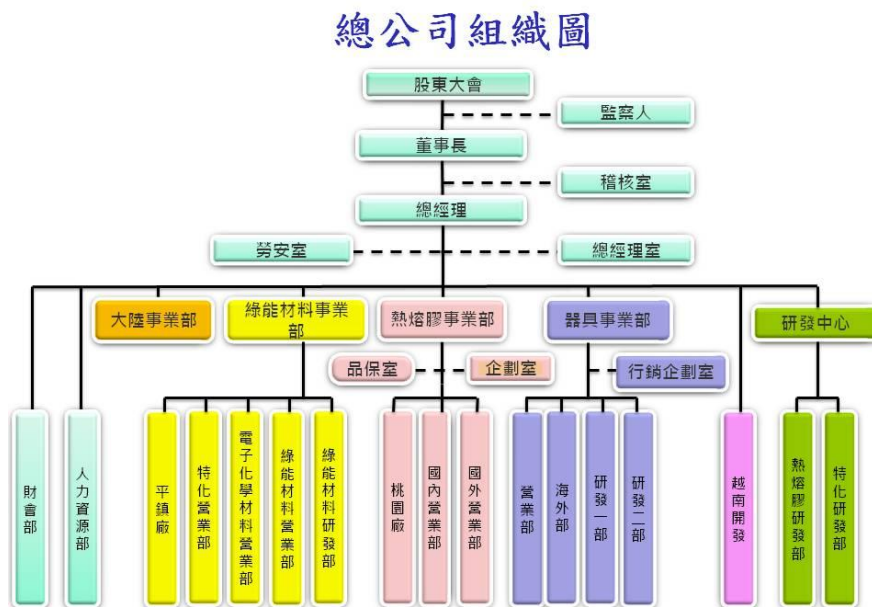 總公司組織圖
股東大會
監察人
董事長
稽核室
總經理
勞安室
總經理室
大陸事業部
綠能材料事業
部
熱熔膠事業部
器具事業部
研發中心
品保室
企劃室
行銷企劃室
財會部
人力資源部
平鎮廠
特化營業部
電子化學材料營業部
綠能材料營業部
綠能材料研發部
桃園廠
國內營業部
國外營業部
營業部
海外部
研發一部
研發二部
越南開發
熱熔膠研發部
特化研發部